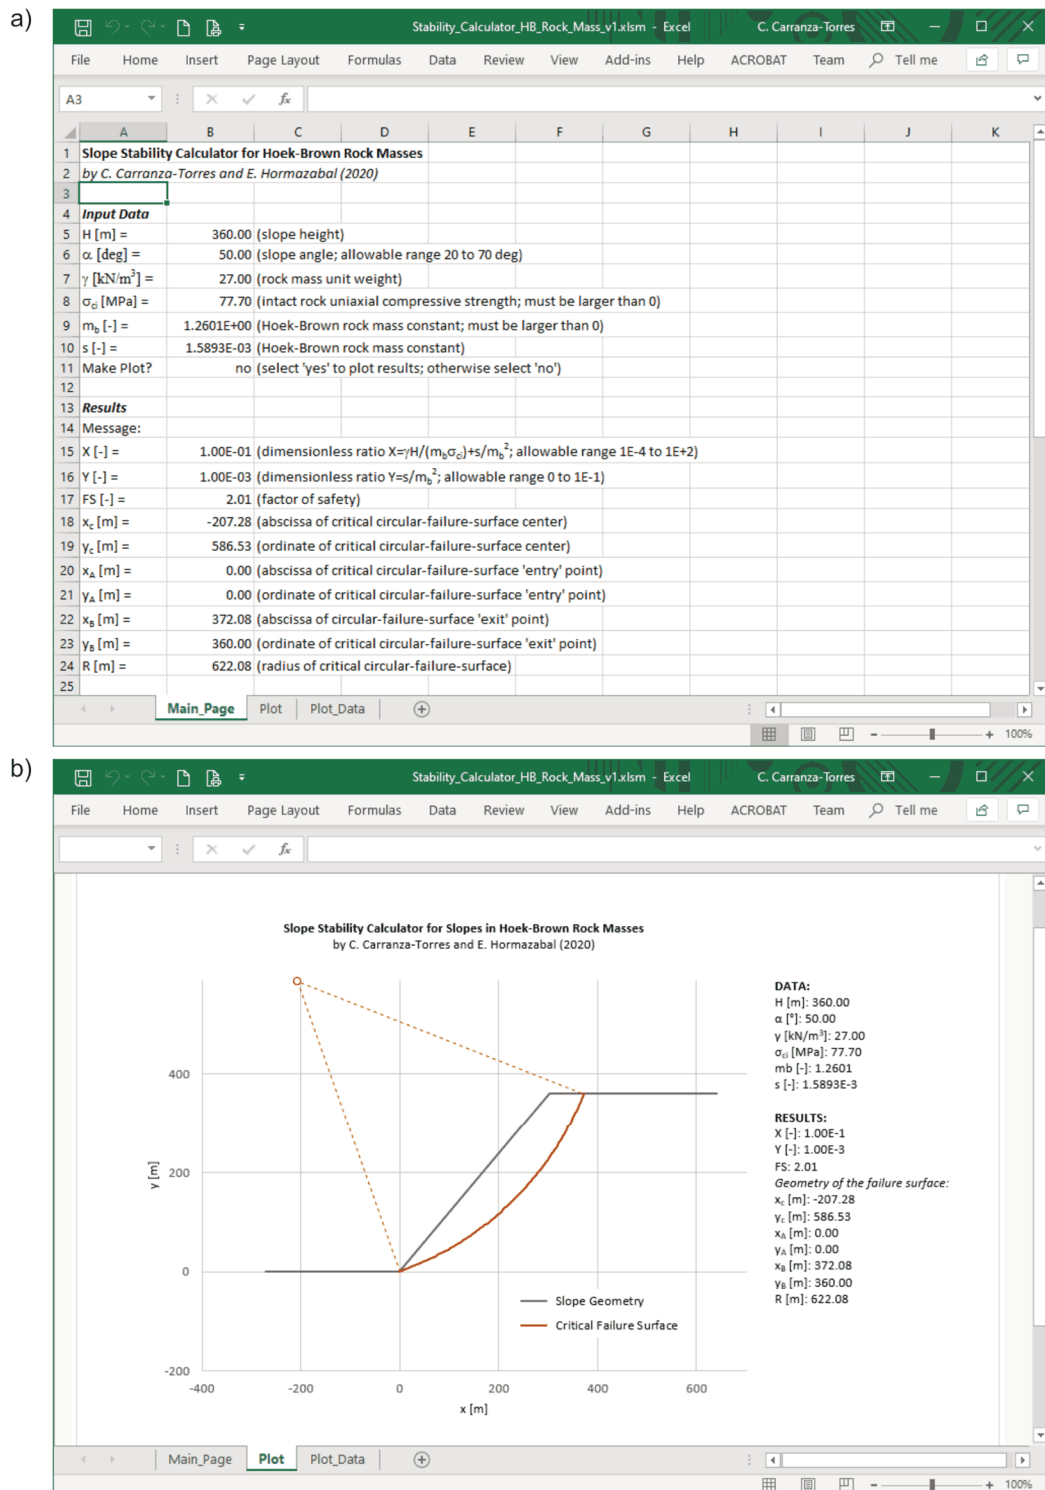 a)
Stability_Calculator_HB_Rock_Mass_v1.xlsm - Excel C. Carranza-Torres
File Home Insert Page Layout Formulas Data Review View Add-ins Help ACROBAT Team Tell me
A3 fx
A B C D E F G H I J K
1 Slope Stability Calculator for Hoek-Brown Rock Masses
2 by C. Carranza-Torres and E. Hormazabal (2020)
3
4 Input Data
5 H [m] = 360.00 (slope height)
6 α [deg] = 50.00 (slope angle; allowable range 20 to 70 deg)
7 γ [kN/m³] = 27.00 (rock mass unit weight)
8 σci [MPa] = 77.70 (intact rock uniaxial compressive strength; must be larger than 0)
9 mb [-] = 1.2601E+00 (Hoek-Brown rock mass constant; must be larger than 0)
10 s [-] = 1.5893E-03 (Hoek-Brown rock mass constant)
11 Make Plot? no (select 'yes' to plot results; otherwise select 'no')
12
13 Results
14 Message:
15 X [-] = 1.00E-01 (dimensionless ratio X=γH/(mbσci)+s/mb²; allowable range 1E-4 to 1E+2)
16 Y [-] = 1.00E-03 (dimensionless ratio Y=s/mb²; allowable range 0 to 1E-1)
17 FS [-] = 2.01 (factor of safety)
18 xc [m] = -207.28 (abscissa of critical circular-failure-surface center)
19 yc [m] = 586.53 (ordinate of critical circular-failure-surface center)
20 xA [m] = 0.00 (abscissa of critical circular-failure-surface 'entry' point)
21 yA [m] = 0.00 (ordinate of critical circular-failure-surface 'entry' point)
22 xB [m] = 372.08 (abscissa of circular-failure-surface 'exit' point)
23 yB [m] = 360.00 (ordinate of critical circular-failure-surface 'exit' point)
24 R [m] = 622.08 (radius of critical circular-failure-surface)
25
Main_Page Plot Plot_Data
100%
b)
Stability_Calculator_HB_Rock_Mass_v1.xlsm - Excel C. Carranza-Torres
File Home Insert Page Layout Formulas Data Review View Add-ins Help ACROBAT Team Tell me
fx
Slope Stability Calculator for Slopes in Hoek-Brown Rock Masses
by C. Carranza-Torres and E. Hormazabal (2020)
400
200
0
-200
y [m]
-400 -200 0 200 400 600
x [m]
Slope Geometry
Critical Failure Surface
DATA:
H [m]: 360.00
α [°]: 50.00
γ [kN/m³]: 27.00
σci [MPa]: 77.70
mb [-]: 1.2601
s [-]: 1.5893E-3
RESULTS:
X [-]: 1.00E-1
Y [-]: 1.00E-3
FS: 2.01
Geometry of the failure surface:
xc [m]: -207.28
yc [m]: 586.53
xA [m]: 0.00
yA [m]: 0.00
xB [m]: 372.08
yB [m]: 360.00
R [m]: 622.08
Main_Page Plot Plot_Data
100%